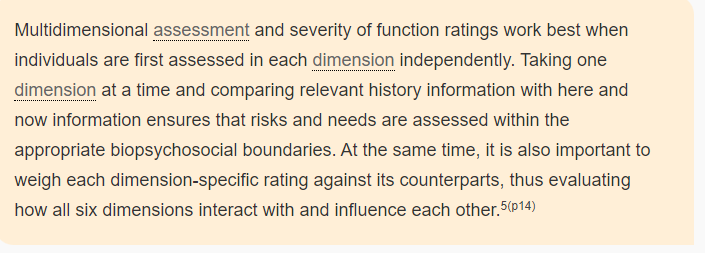 Multidimensional assessment and severity of function ratings work best when
individuals are first assessed in each dimension independently. Taking one
dimension at a time and comparing relevant history information with here and
now information ensures that risks and needs are assessed within the
appropriate biopsychosocial boundaries. At the same time, it is also important to
weigh each dimension-specific rating against its counterparts, thus evaluating
how all six dimensions interact with and influence each other.5(p14)